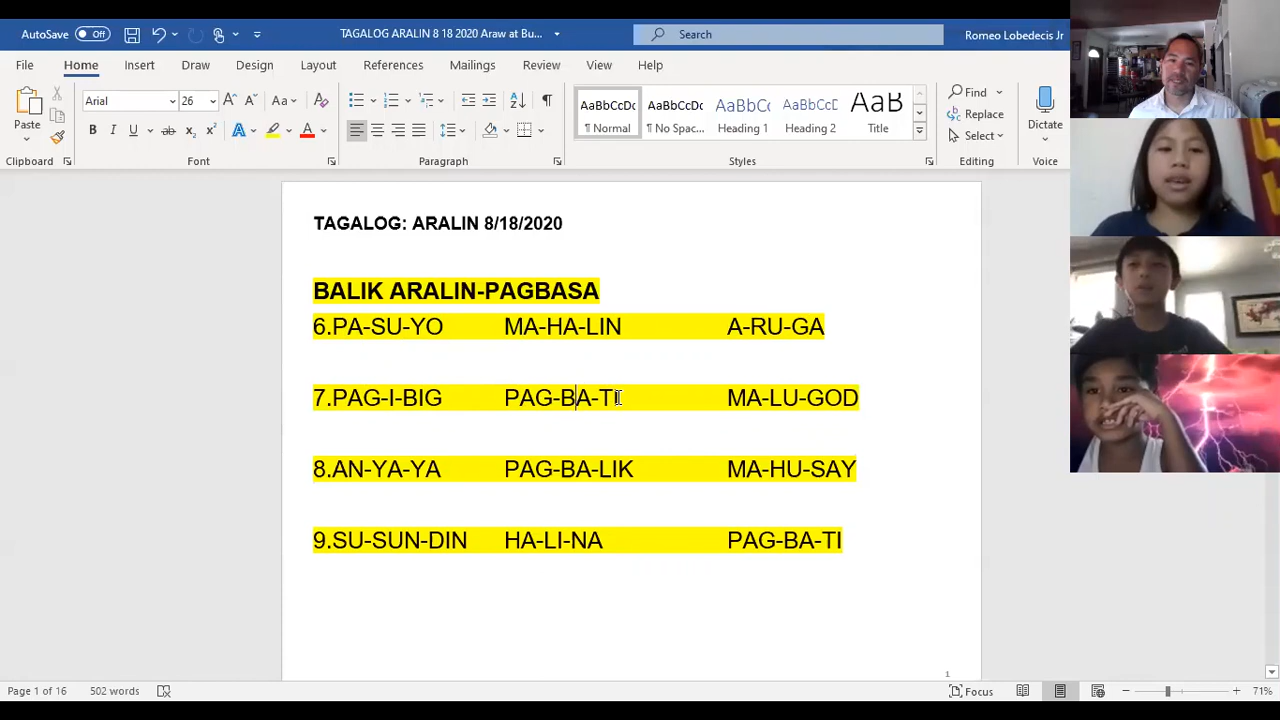 AutoSave Off TAGALOG ARALIN 8 18 2020 Araw at Bu... Search Romeo Lobedecis Jr
File Home Insert Draw Design Layout References Mailings Review View Help
Paste Arial 26 AaBbCcDc AaBbCcDc AaBbCc AaBbCcD AaB Find Dictate
¶ Normal ¶ No Spac... Heading 1 Heading 2 Title Replace
Select
Clipboard Font Paragraph Styles Editing Voice
TAGALOG: ARALIN 8/18/2020
BALIK ARALIN-PAGBASA
6.PA-SU-YO MA-HA-LIN A-RU-GA
7.PAG-I-BIG PAG-BA-TI MA-LU-GOD
8.AN-YA-YA PAG-BA-LIK MA-HU-SAY
9.SU-SUN-DIN HA-LI-NA PAG-BA-TI
1
Page 1 of 16 502 words Focus 71%